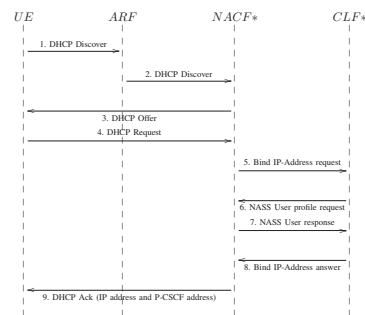 UE ARF NACF* CLF*
1. DHCP Discover
2. DHCP Discover
3. DHCP Offer
4. DHCP Request
5. Bind IP-Address request
6. NASS User profile request
7. NASS User response
8. Bind IP-Address answer
9. DHCP Ack (IP address and P-CSCF address)